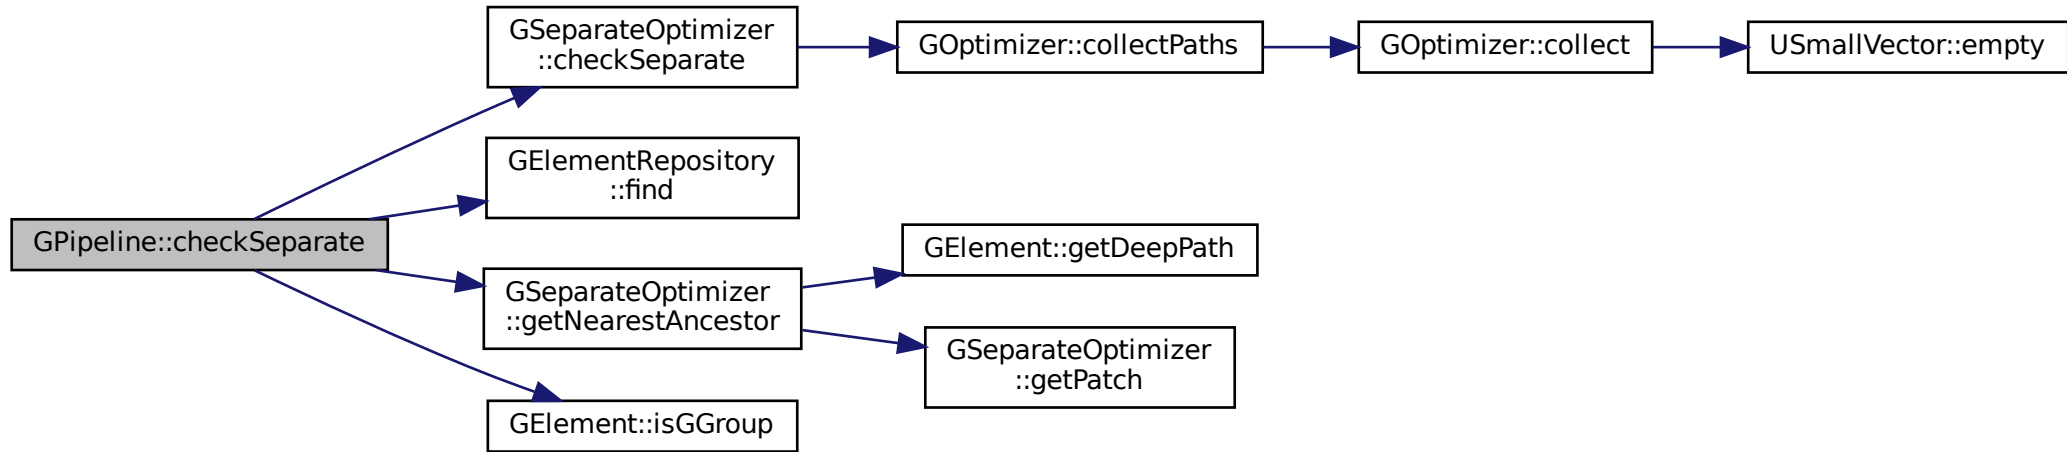 GSeparateOptimizer
::checkSeparate
GOptimizer::collectPaths
GOptimizer::collect
USmallVector::empty
GElementRepository
::find
GPipeline::checkSeparate
GElement::getDeepPath
GSeparateOptimizer
::getNearestAncestor
GSeparateOptimizer
::getPatch
GElement::isGGroup